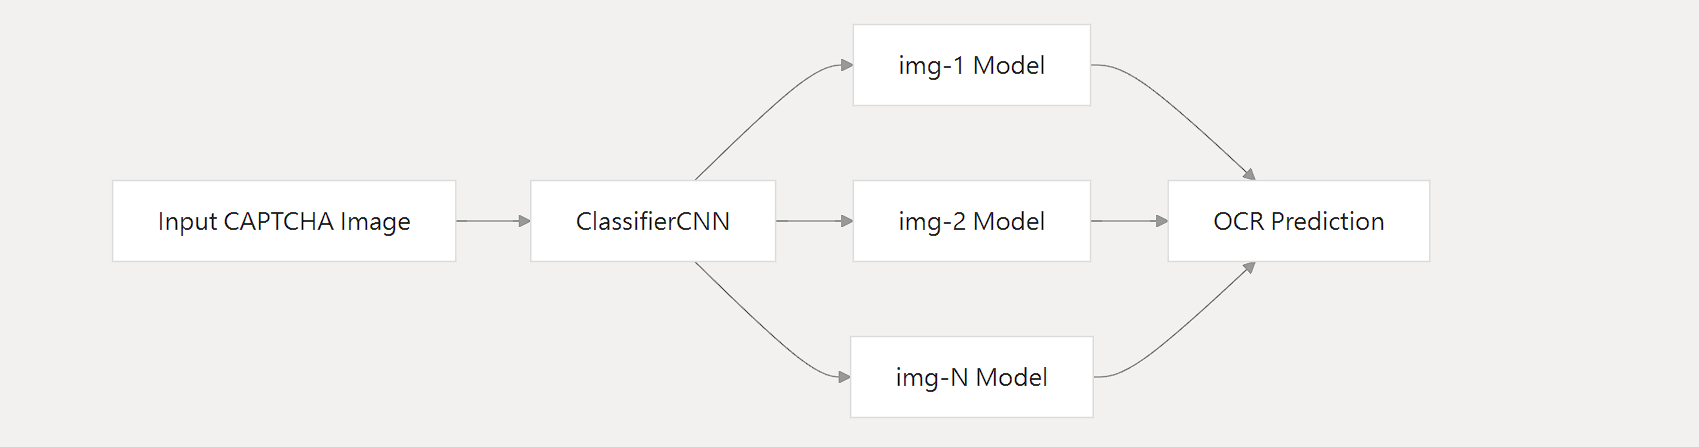 img-1 Model
Input CAPTCHA Image
ClassifierCNN
img-2 Model
OCR Prediction
img-N Model